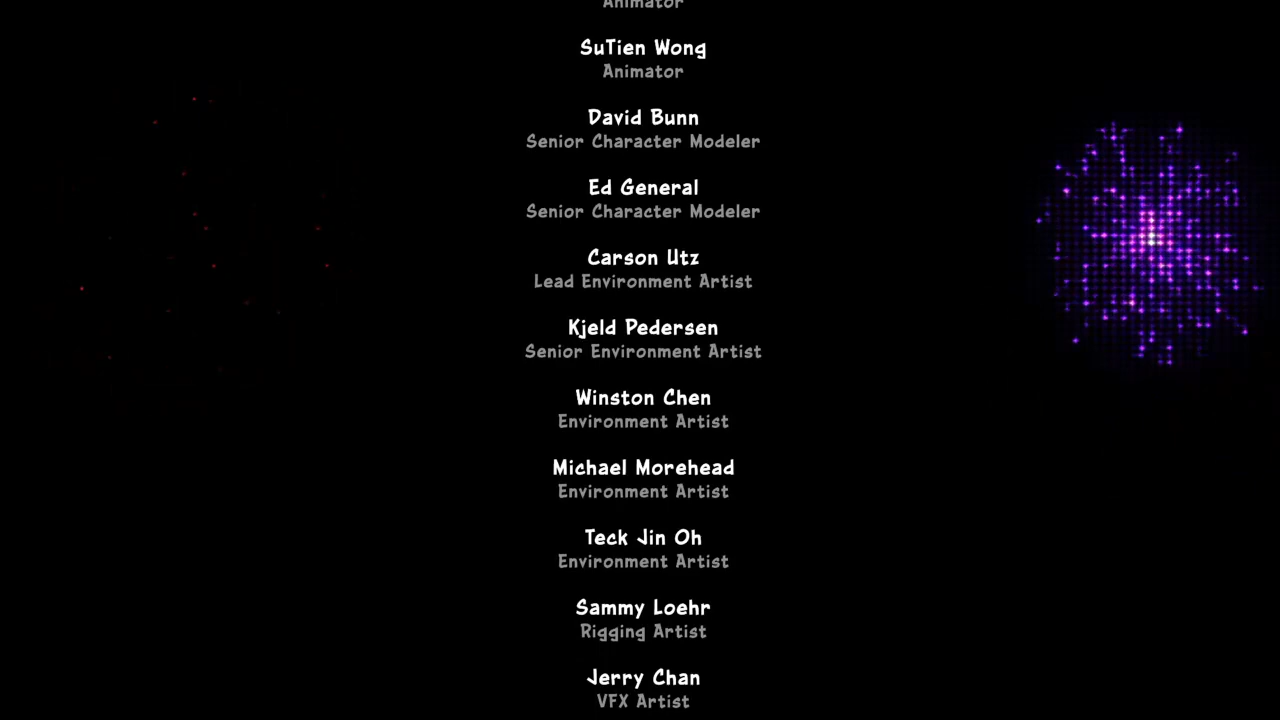 Animator
SuTien Wong
Animator
David Bunn
Senior Character Modeler
Ed General
Senior Character Modeler
Carson Utz
Lead Environment Artist
Kjeld Pedersen
Senior Environment Artist
Winston Chen
Environment Artist
Michael Morehead
Environment Artist
Teck Jin Oh
Environment Artist
Sammy Loehr
Rigging Artist
Jerry Chan
VFX Artist